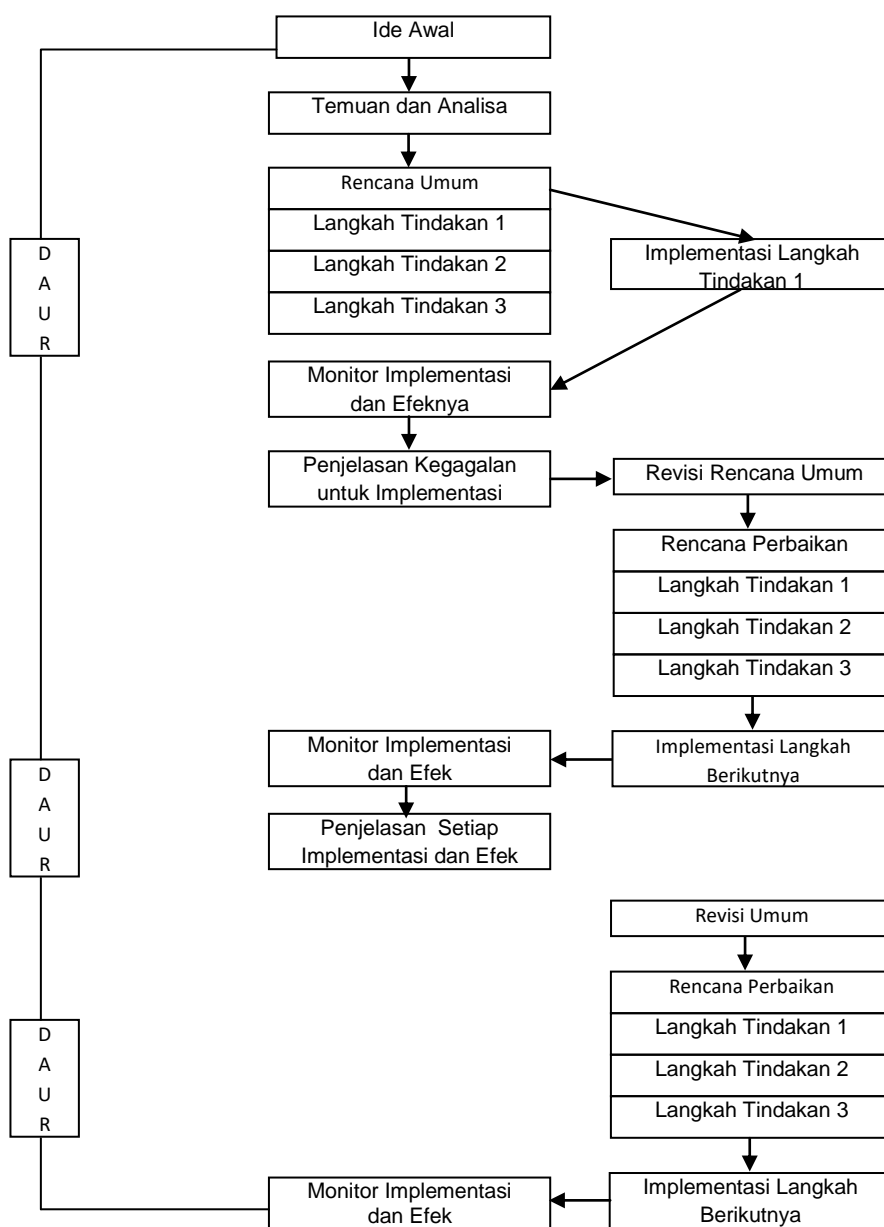 Ide Awal
Temuan dan Analisa
Rencana Umum
Langkah Tindakan 1
Langkah Tindakan 2
Langkah Tindakan 3
D
A
U
R
Implementasi Langkah
Tindakan 1
Monitor Implementasi
dan Efeknya
Penjelasan Kegagalan
untuk Implementasi
Revisi Rencana Umum
Rencana Perbaikan
Langkah Tindakan 1
Langkah Tindakan 2
Langkah Tindakan 3
Implementasi Langkah
Berikutnya
Monitor Implementasi
dan Efek
D
A
U
R
Penjelasan Setiap
Implementasi dan Efek
Revisi Umum
Rencana Perbaikan
Langkah Tindakan 1
Langkah Tindakan 2
Langkah Tindakan 3
D
A
U
R
Implementasi Langkah
Berikutnya
Monitor Implementasi
dan Efek